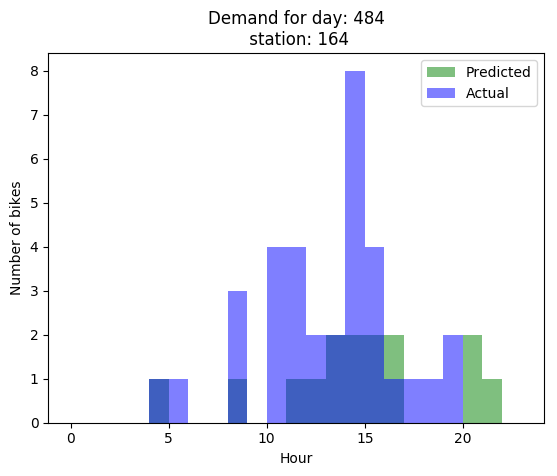 Demand for day: 484
station: 164
Predicted
Actual
Number of bikes
8
7
6
5
4
3
2
1
0
0 5 10 15 20
Hour